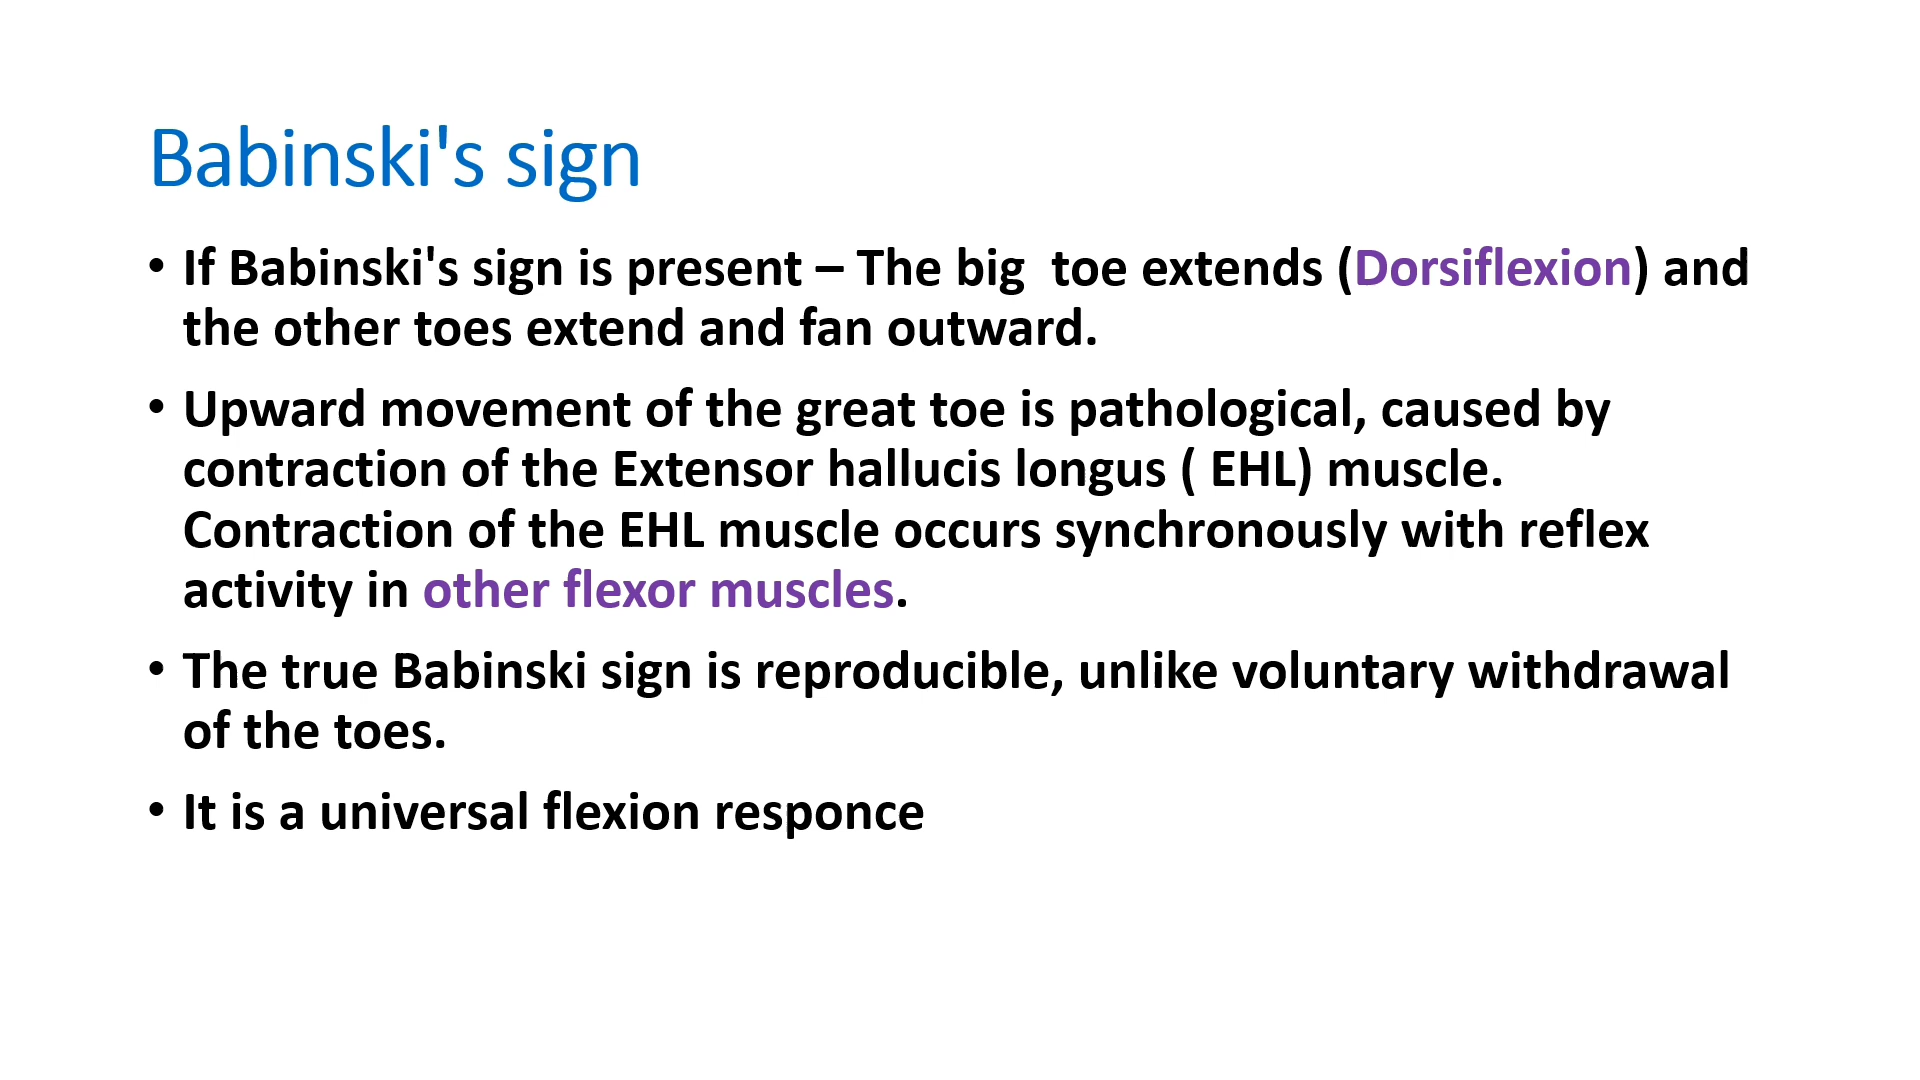 Babinski's sign
• If Babinski's sign is present – The big  toe extends (Dorsiflexion) and
the other toes extend and fan outward.
• Upward movement of the great toe is pathological, caused by
contraction of the Extensor hallucis longus ( EHL) muscle.
Contraction of the EHL muscle occurs synchronously with reflex
activity in other flexor muscles.
• The true Babinski sign is reproducible, unlike voluntary withdrawal
of the toes.
• It is a universal flexion responce